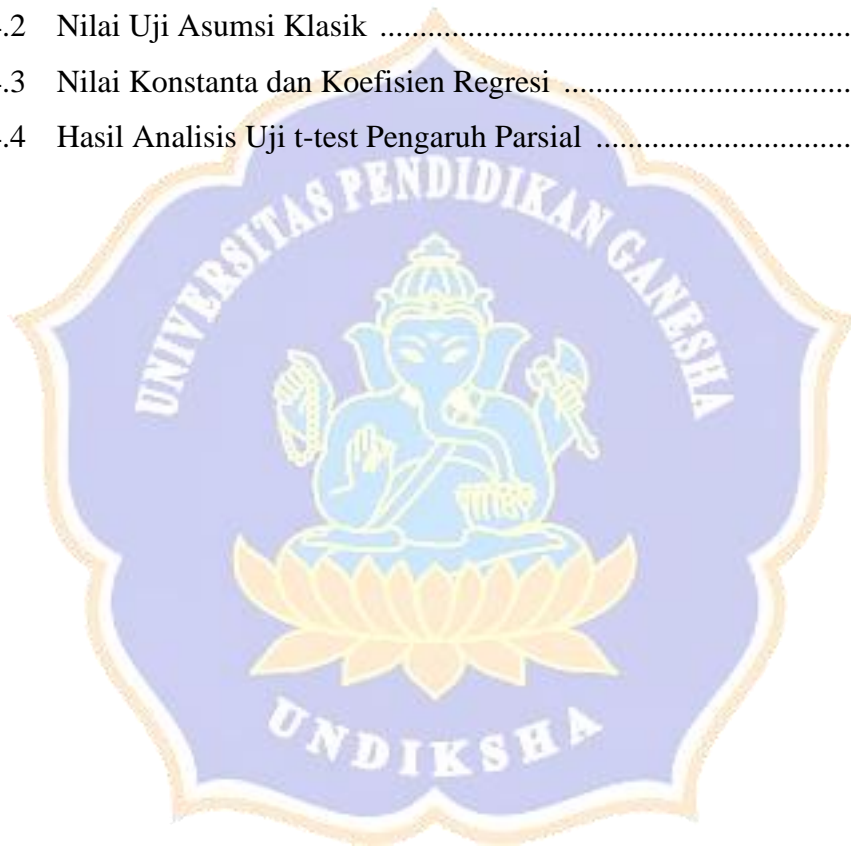 .2 Nilai Uji Asumsi Klasik ..........................................................
.3 Nilai Konstanta dan Koefisien Regresi ...................................
.4 Hasil Analisis Uji t-test Pengaruh Parsial ...............................
UNIVERSITAS PENDIDIKAN GANESHA
UNDIKSHA